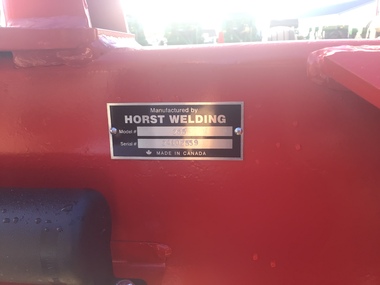 Manufactured by
HORST WELDING
Model #
Serial #
MADE IN CANADA